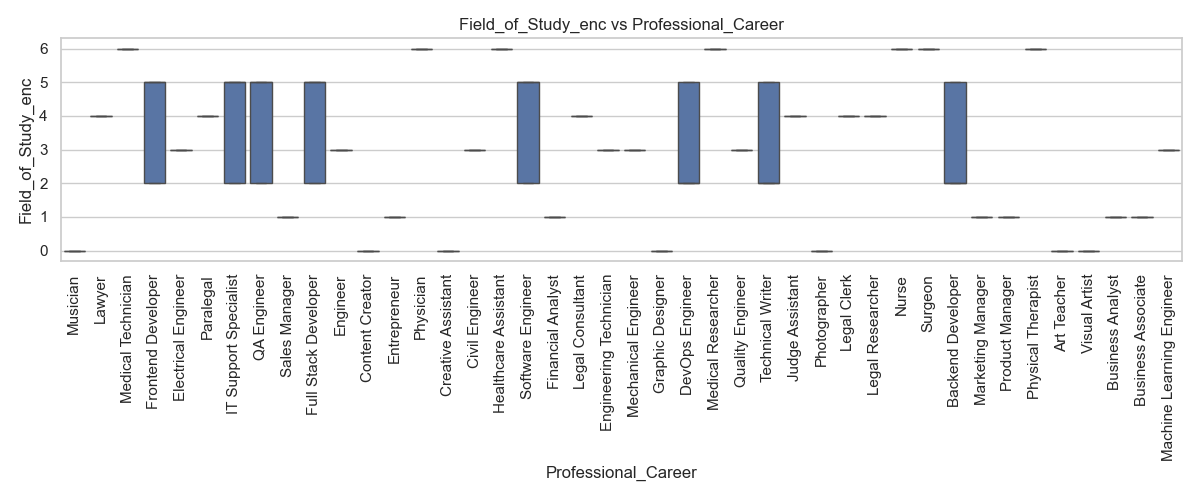 Field_of_Study_enc vs Professional_Career
Field_of_Study_enc
6
5
4
3
2
1
0
Musician
Lawyer
Medical Technician
Frontend Developer
Electrical Engineer
Paralegal
IT Support Specialist
QA Engineer
Sales Manager
Full Stack Developer
Engineer
Content Creator
Entrepreneur
Physician
Creative Assistant
Civil Engineer
Healthcare Assistant
Software Engineer
Financial Analyst
Legal Consultant
Engineering Technician
Mechanical Engineer
Graphic Designer
DevOps Engineer
Medical Researcher
Quality Engineer
Technical Writer
Judge Assistant
Photographer
Legal Clerk
Legal Researcher
Nurse
Surgeon
Backend Developer
Marketing Manager
Product Manager
Physical Therapist
Art Teacher
Visual Artist
Business Analyst
Business Associate
Machine Learning Engineer
Professional_Career